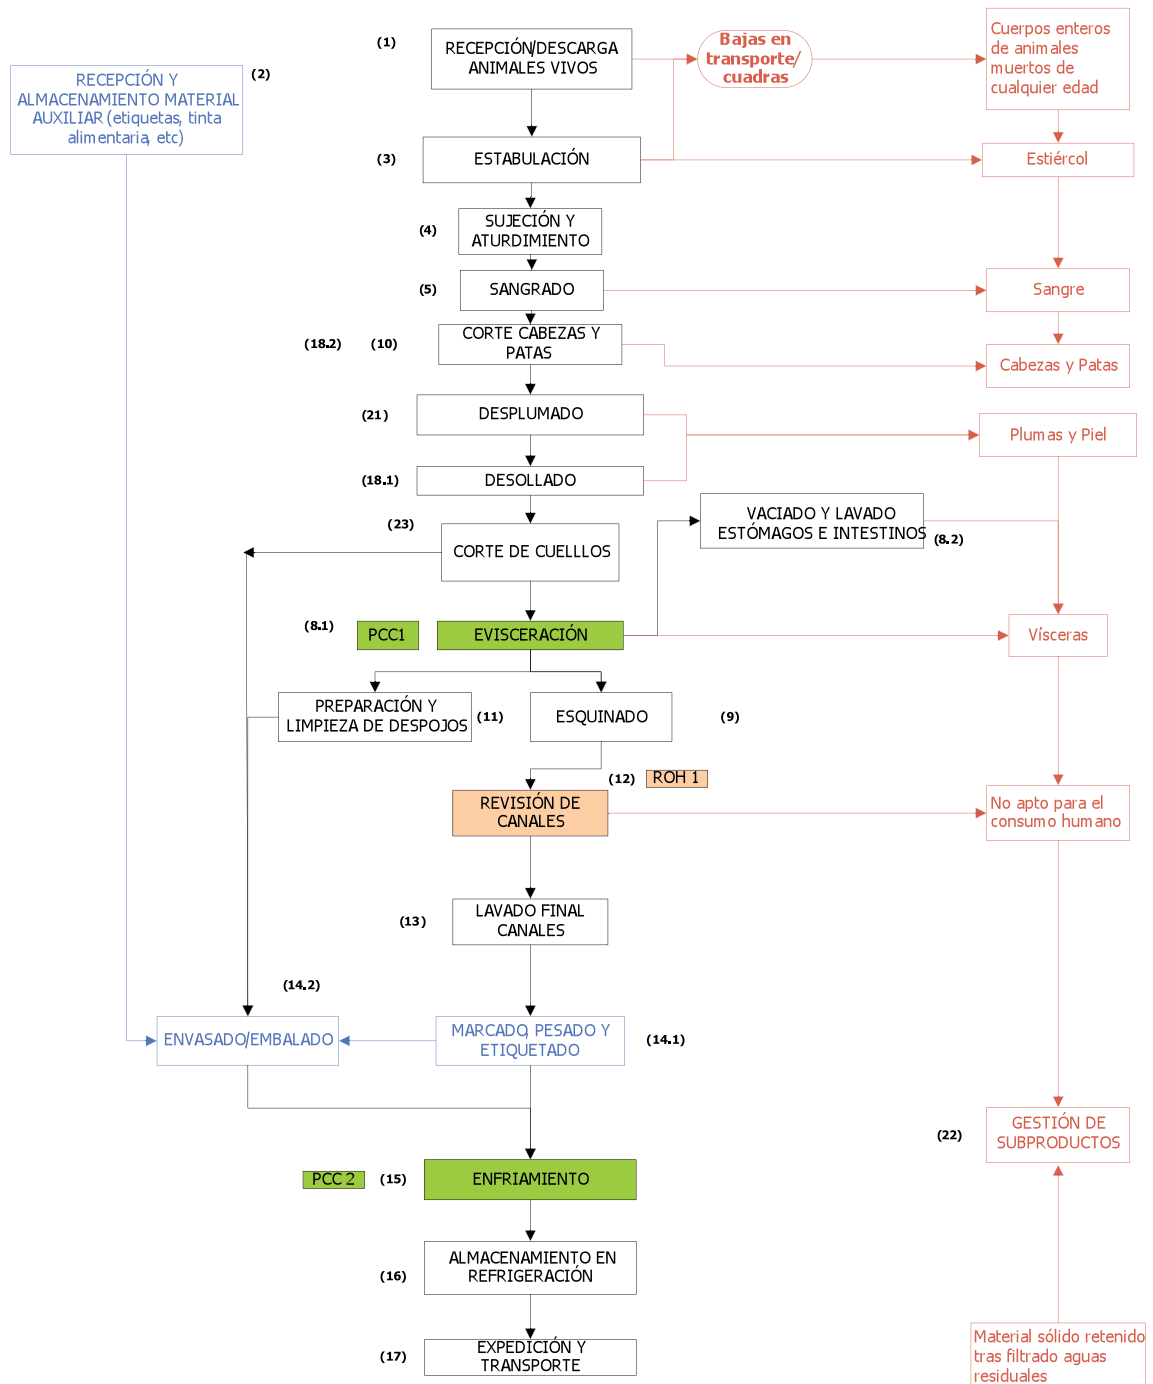 (1)
RECEPCIÓN/DESCARGA
ANIMALES VIVOS
Bajas en
transporte/
cuadras
Cuerpos enteros
de animales
muertos de
cualquier edad
RECEPCIÓN Y
ALMACENAMIENTO MATERIAL
AUXILIAR (etiquetas, tinta
alimentaria, etc)
(2)
(3)
ESTABULACIÓN
Estiércol
(4)
SUJECIÓN Y
ATURDIMIENTO
(5)
SANGRADO
Sangre
(18.2)
(10)
CORTE CABEZAS Y
PATAS
Cabezas y Patas
(21)
DESPLUMADO
Plumas y Piel
(18.1)
DESOLLADO
(23)
CORTE DE CUELLLOS
VACIADO Y LAVADO
ESTÓMAGOS E INTESTINOS
(8.2)
(8.1)
PCC1
EVISCERACIÓN
Vísceras
PREPARACIÓN Y
LIMPIEZA DE DESPOJOS
(11)
ESQUINADO
(9)
(12)
ROH 1
REVISIÓN DE
CANALES
No apto para el
consumo humano
(13)
LAVADO FINAL
CANALES
(14.2)
ENVASADO/EMBALADO
MARCADO, PESADO Y
ETIQUETADO
(14.1)
(22)
GESTIÓN DE
SUBPRODUCTOS
PCC 2
(15)
ENFRIAMIENTO
(16)
ALMACENAMIENTO EN
REFRIGERACIÓN
(17)
EXPEDICIÓN Y
TRANSPORTE
Material sólido retenido
tras filtrado aguas
residuales